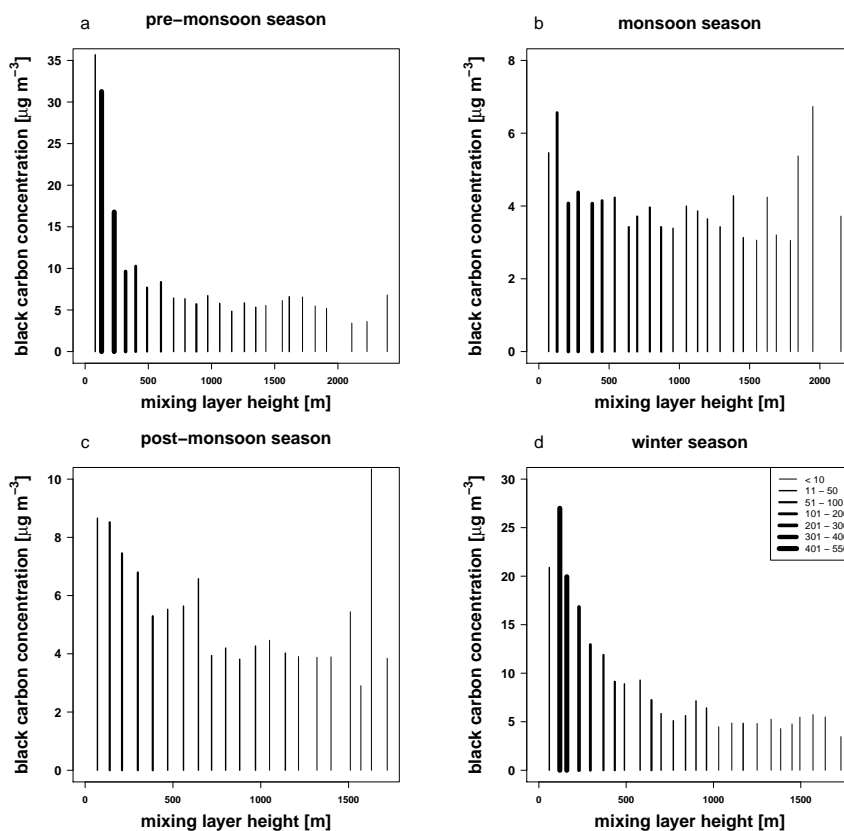 a
pre−monsoon season
black carbon concentration [μg m−3]
35
30
25
20
15
10
5
0
0 500 1000 1500 2000
mixing layer height [m]
b
monsoon season
black carbon concentration [μg m−3]
8
6
4
2
0
0 500 1000 1500 2000
mixing layer height [m]
c
post−monsoon season
black carbon concentration [μg m−3]
10
8
6
4
2
0
0 500 1000 1500
mixing layer height [m]
d
winter season
black carbon concentration [μg m−3]
30
25
20
15
10
5
0
0 500 1000 1500
mixing layer height [m]
< 10
11 − 50
51 − 100
101 − 200
201 − 300
301 − 400
401 − 550